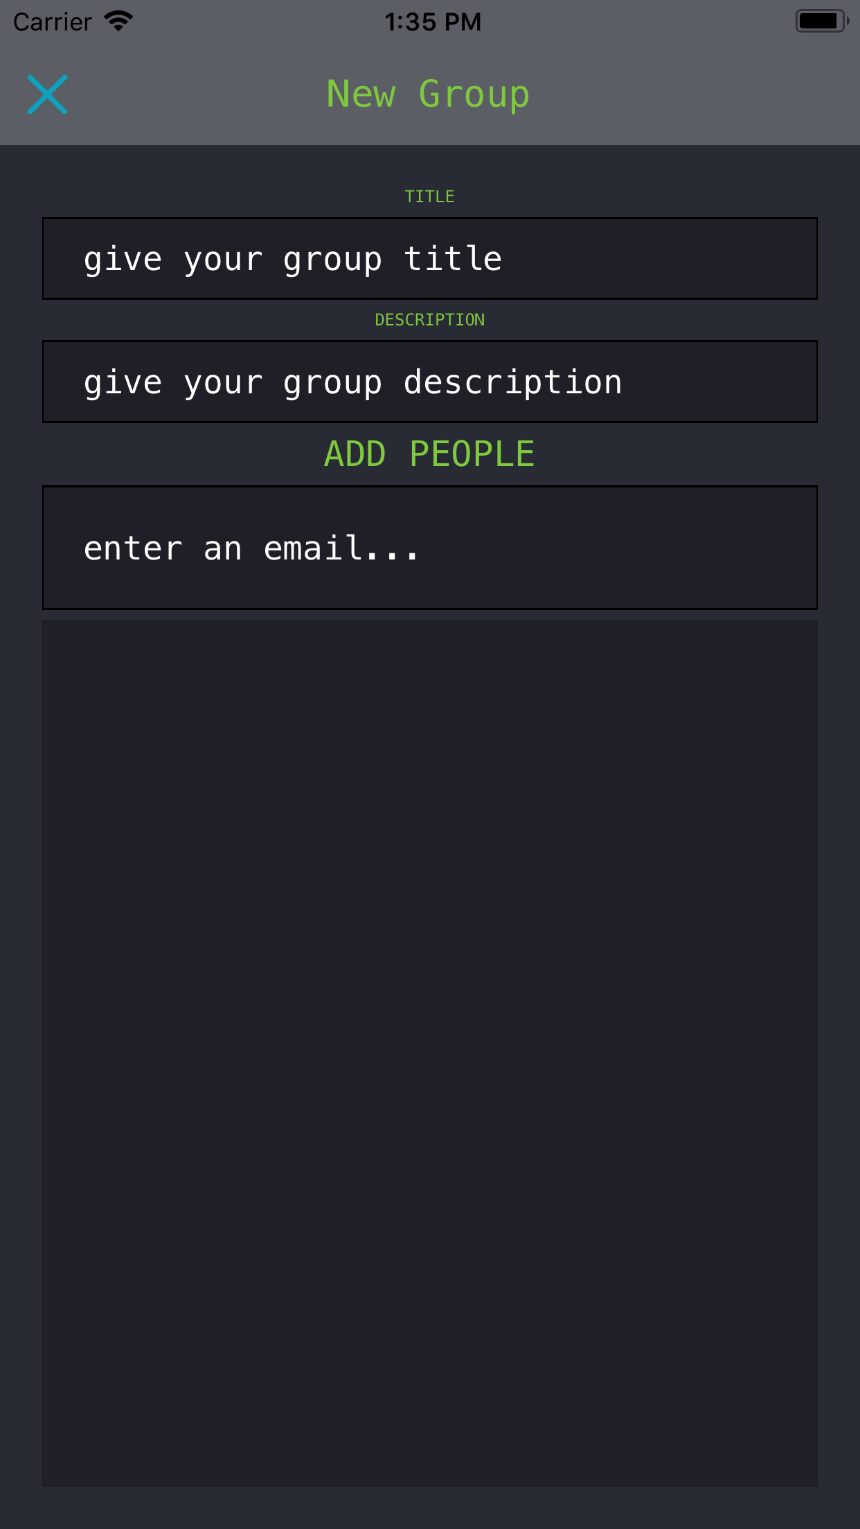 Carrier 1:35 PM
New Group
TITLE
give your group title
DESCRIPTION
give your group description
ADD PEOPLE
enter an email...